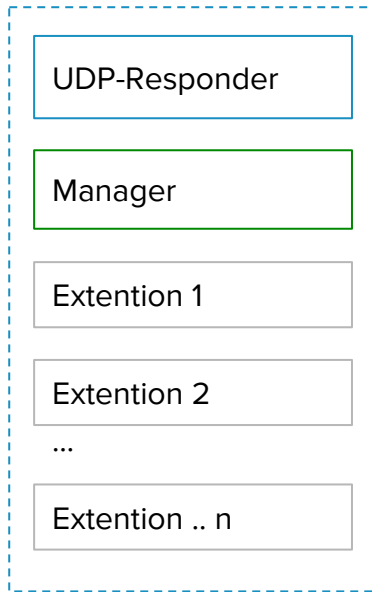 UDP-Responder
Manager
Extention 1
Extention 2
...
Extention .. n